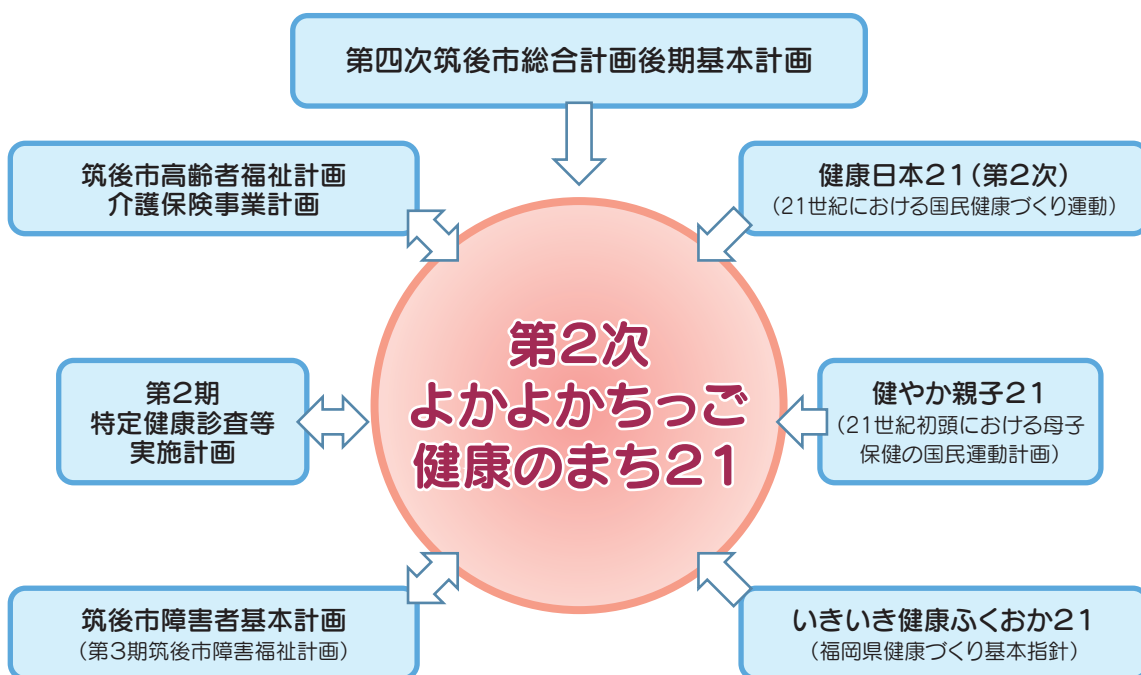 第四次筑後市総合計画後期基本計画
筑後市高齢者福祉計画
介護保険事業計画
健康日本21(第2次)
(21世紀における国民健康づくり運動)
第2次
よかよかちっご
健康のまち21
第2期
特定健康診査等
実施計画
健やか親子21
(21世紀初頭における母子
保健の国民運動計画)
筑後市障害者基本計画
(第3期筑後市障害福祉計画)
いきいき健康ふくおか21
(福岡県健康づくり基本指針)